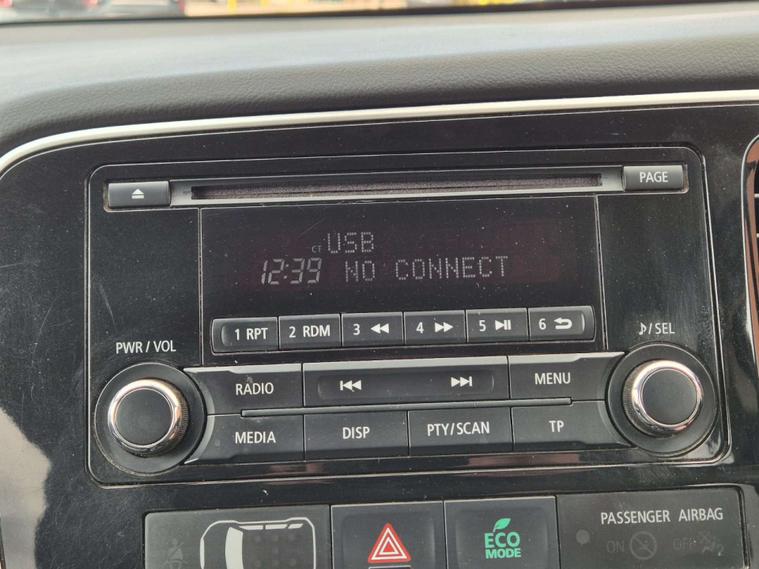 PAGE
CT USB
12:39 NO CONNECT
1 RPT 2 RDM 3 4 5 6
PWR / VOL
♪/SEL
RADIO MENU
MEDIA DISP PTY/SCAN TP
ECO
MODE
PASSENGER AIRBAG
ON OFF